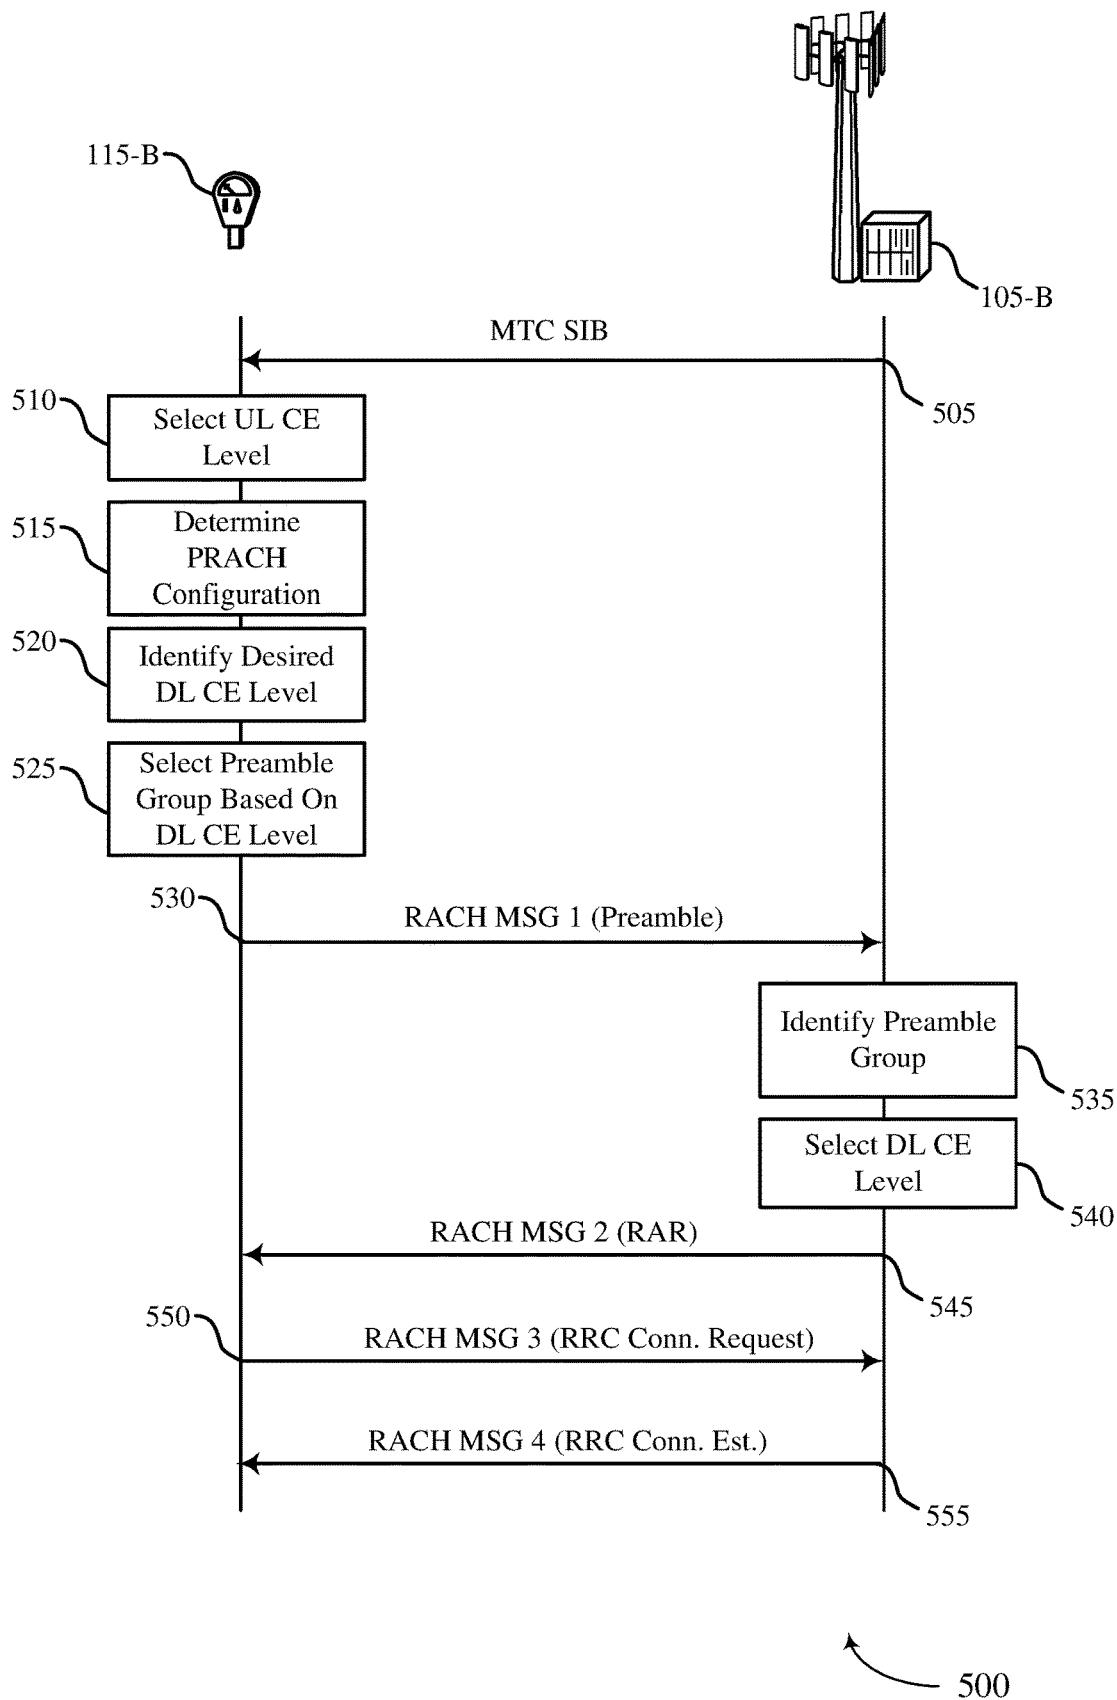 115-B
105-B
MTC SIB
505
510
Select UL CE
Level
515
Determine
PRACH
Configuration
520
Identify Desired
DL CE Level
525
Select Preamble
Group Based On
DL CE Level
530
RACH MSG 1 (Preamble)
Identify Preamble
Group
535
Select DL CE
Level
540
RACH MSG 2 (RAR)
545
550
RACH MSG 3 (RRC Conn. Request)
RACH MSG 4 (RRC Conn. Est.)
555
500